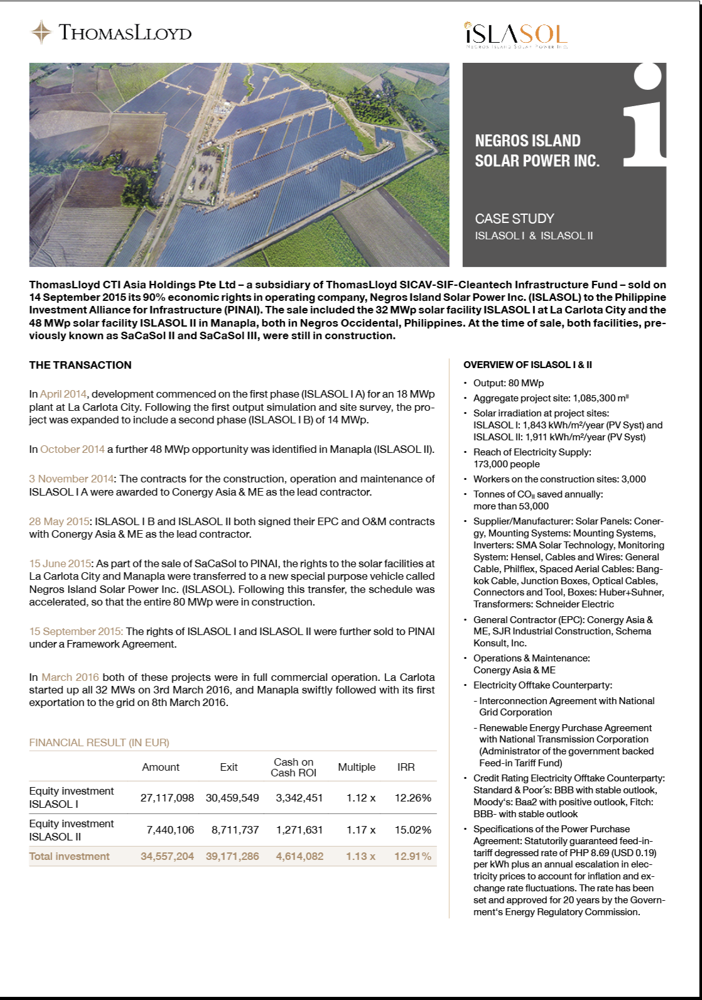 THOMASLLOYD
iSLASOL
NEGROS ISLAND SOLAR POWER INC.
i
NEGROS ISLAND
SOLAR POWER INC.
CASE STUDY
ISLASOL I & ISLASOL II
ThomasLloyd CTI Asia Holdings Pte Ltd – a subsidiary of ThomasLloyd SICAV-SIF-Cleantech Infrastructure Fund – sold on
14 September 2015 its 90% economic rights in operating company, Negros Island Solar Power Inc. (ISLASOL) to the Philippine
Investment Alliance for Infrastructure (PINAI). The sale included the 32 MWp solar facility ISLASOL I at La Carlota City and the
48 MWp solar facility ISLASOL II in Manapla, both in Negros Occidental, Philippines. At the time of sale, both facilities, pre-
viously known as SaCaSol II and SaCaSol III, were still in construction.
THE TRANSACTION
In April 2014, development commenced on the first phase (ISLASOL I A) for an 18 MWp
plant at La Carlota City. Following the first output simulation and site survey, the pro-
ject was expanded to include a second phase (ISLASOL I B) of 14 MWp.
In October 2014 a further 48 MWp opportunity was identified in Manapla (ISLASOL II).
3 November 2014: The contracts for the construction, operation and maintenance of
ISLASOL I A were awarded to Conergy Asia & ME as the lead contractor.
28 May 2015: ISLASOL I B and ISLASOL II both signed their EPC and O&M contracts
with Conergy Asia & ME as the lead contractor.
15 June 2015: As part of the sale of SaCaSol to PINAI, the rights to the solar facilities at
La Carlota City and Manapla were transferred to a new special purpose vehicle called
Negros Island Solar Power Inc. (ISLASOL). Following this transfer, the schedule was
accelerated, so that the entire 80 MWp were in construction.
15 September 2015: The rights of ISLASOL I and ISLASOL II were further sold to PINAI
under a Framework Agreement.
In March 2016 both of these projects were in full commercial operation. La Carlota
started up all 32 MWs on 3rd March 2016, and Manapla swiftly followed with its first
exportation to the grid on 8th March 2016.
FINANCIAL RESULT (IN EUR)
Amount Exit Cash on Cash ROI Multiple IRR
Equity investment
ISLASOL I 27,117,098 30,459,549 3,342,451 1.12 x 12.26%
Equity investment
ISLASOL II 7,440,106 8,711,737 1,271,631 1.17 x 15.02%
Total investment 34,557,204 39,171,286 4,614,082 1.13 x 12.91%
OVERVIEW OF ISLASOL I & II
• Output: 80 MWp
• Aggregate project site: 1,085,300 m
• Solar irradiation at project sites:
ISLASOL I: 1,843 kWh/m²/year (PV Syst) and
ISLASOL II: 1,911 kWh/m²/year (PV Syst)
• Reach of Electricity Supply:
173,000 people
• Workers on the construction sites: 3,000
• Tonnes of CO saved annually:
more than 53,000
• Supplier/Manufacturer: Solar Panels: Coner-
gy, Mounting Systems: Mounting Systems,
Inverters: SMA Solar Technology, Monitoring
System: Hensel, Cables and Wires: General
Cable, Philflex, Spaced Aerial Cables: Bang-
kok Cable, Junction Boxes, Optical Cables,
Connectors and Tool, Boxes: Huber+Suhner,
Transformers: Schneider Electric
• General Contractor (EPC): Conergy Asia &
ME, SJR Industrial Construction, Schema
Konsult, Inc.
• Operations & Maintenance:
Conergy Asia & ME
• Electricity Offtake Counterparty:
- Interconnection Agreement with National
Grid Corporation
- Renewable Energy Purchase Agreement
with National Transmission Corporation
(Administrator of the government backed
Feed-in Tariff Fund)
• Credit Rating Electricity Offtake Counterparty:
Standard & Poor´s: BBB with stable outlook,
Moody‘s: Baa2 with positive outlook, Fitch:
BBB- with stable outlook
• Specifications of the Power Purchase
Agreement: Statutorily guaranteed feed-in-
tariff degressed rate of PHP 8.69 (USD 0.19)
per kWh plus an annual escalation in elec-
tricity prices to account for inflation and ex-
change rate fluctuations. The rate has been
set and approved for 20 years by the Govern-
ment‘s Energy Regulatory Commission.